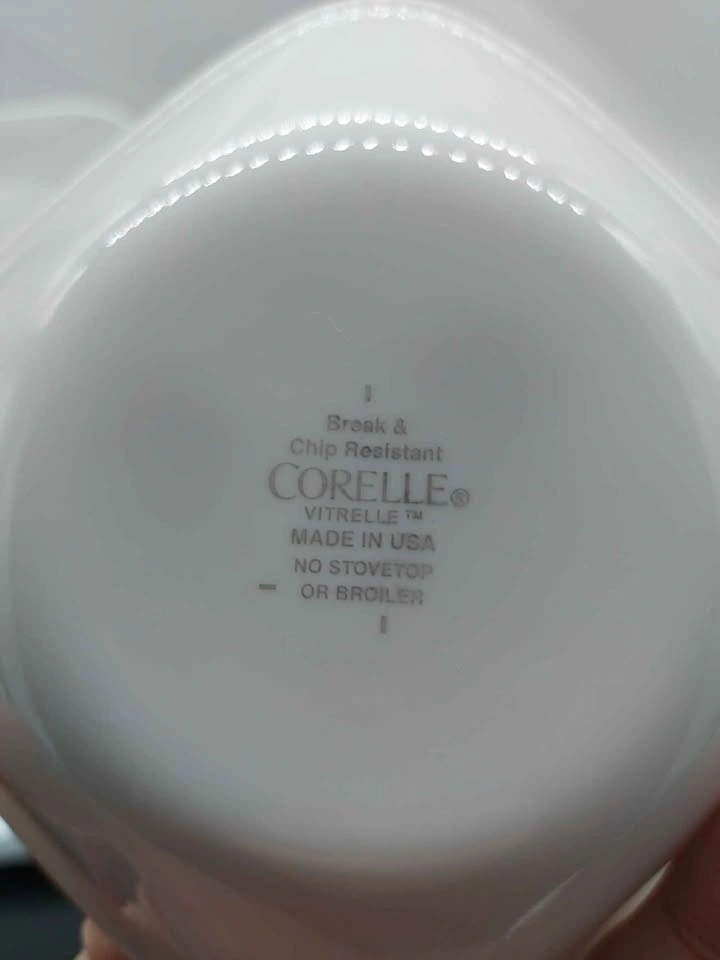 Break &
Chip Resistant
CORELLE®
VITRELLE™
MADE IN USA
NO STOVETOP
OR BROILER